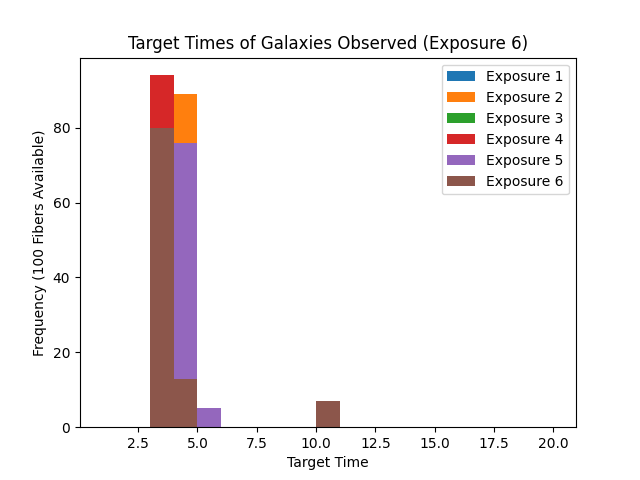 Target Times of Galaxies Observed (Exposure 6)
Exposure 1
Exposure 2
Exposure 3
Exposure 4
Exposure 5
Exposure 6
Frequency (100 Fibers Available)
80
60
40
20
0
2.5 5.0 7.5 10.0 12.5 15.0 17.5 20.0
Target Time